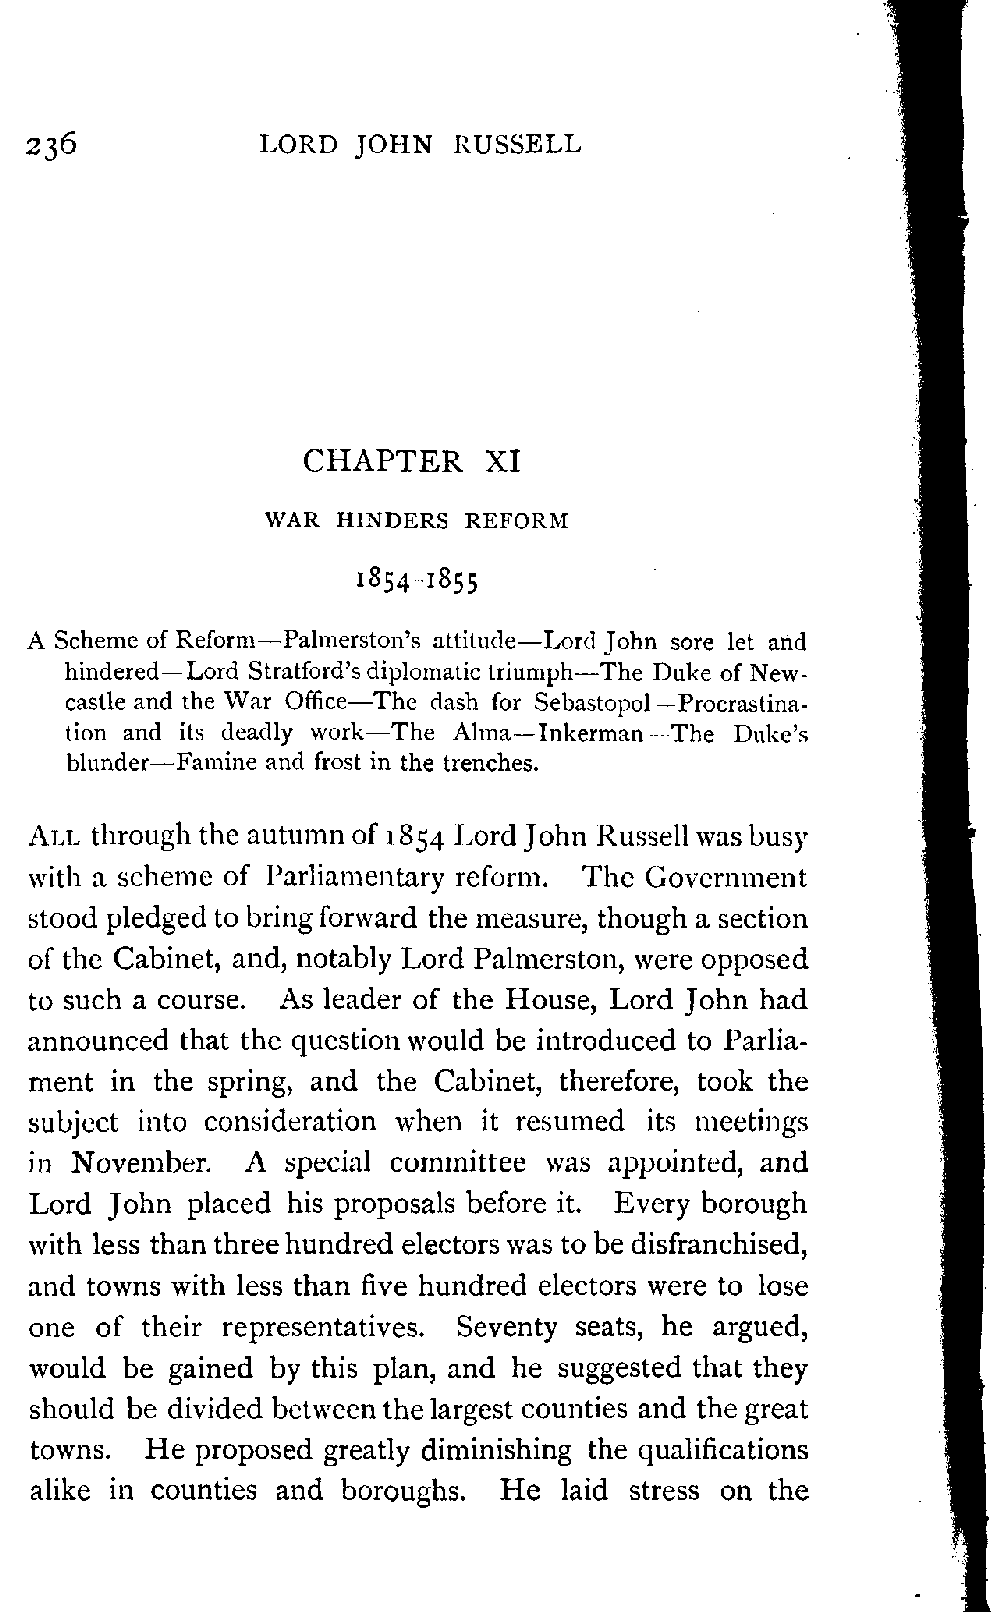 236 LORD JOHN RUSSELL
CHAPTER XI
WAR HINDERS REFORM
1854–1855
A Scheme of Reform—Palmerston's attitude—Lord John sore let and
hindered—Lord Stratford's diplomatic triumph—The Duke of New-
castle and the War Office—The dash for Sebastopol—Procrastina-
tion and its deadly work—The Alma—Inkerman—The Duke's
blunder—Famine and frost in the trenches.
ALL through the autumn of 1854 Lord John Russell was busy
with a scheme of Parliamentary reform. The Government
stood pledged to bring forward the measure, though a section
of the Cabinet, and, notably Lord Palmerston, were opposed
to such a course. As leader of the House, Lord John had
announced that the question would be introduced to Parlia-
ment in the spring, and the Cabinet, therefore, took the
subject into consideration when it resumed its meetings
in November. A special committee was appointed, and
Lord John placed his proposals before it. Every borough
with less than three hundred electors was to be disfranchised,
and towns with less than five hundred electors were to lose
one of their representatives. Seventy seats, he argued,
would be gained by this plan, and he suggested that they
should be divided between the largest counties and the great
towns. He proposed greatly diminishing the qualifications
alike in counties and boroughs. He laid stress on the